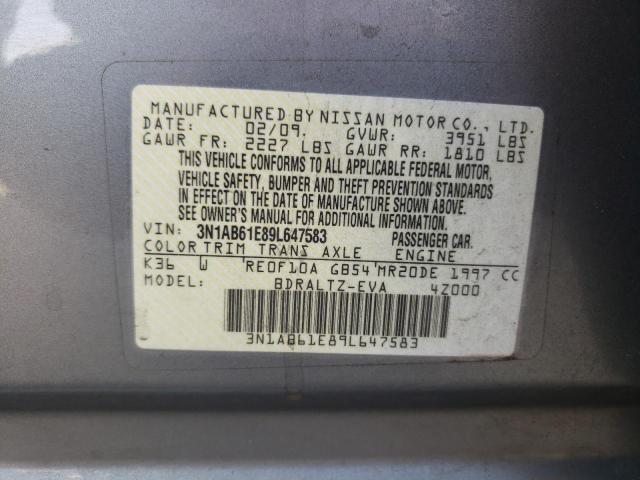 MANUFACTURED BY NISSAN MOTOR CO., LTD.
DATE: 02/09. GVWR: 3951 LBS
GAWR FR: 2227 LBS GAWR RR: 1810 LBS
THIS VEHICLE CONFORMS TO ALL APPLICABLE FEDERAL MOTOR,
VEHICLE SAFETY, BUMPER AND THEFT PREVENTION STANDARDS
IN EFFECT ON THE DATE OF MANUFACTURE SHOWN ABOVE.
SEE OWNER'S MANUAL FOR ADDITIONAL INFORMATION.
VIN: 3N1AB61E89L647583 PASSENGER CAR.
COLOR TRIM TRANS AXLE ENGINE
K36 W RE0F10A GB54 MR20DE 1997 CC
MODEL: BDRALTZ-EVA 4Z000
3N1AB61E89L647583